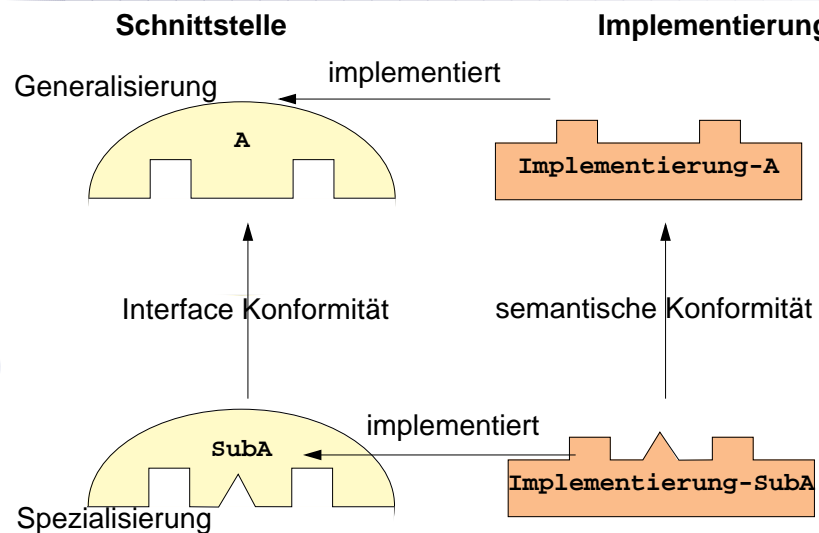 Schnittstelle
Implementierung
Generalisierung
implementiert
A
Implementierung-A
Interface Konformität
semantische Konformität
implementiert
SubA
Implementierung-SubA
Spezialisierung